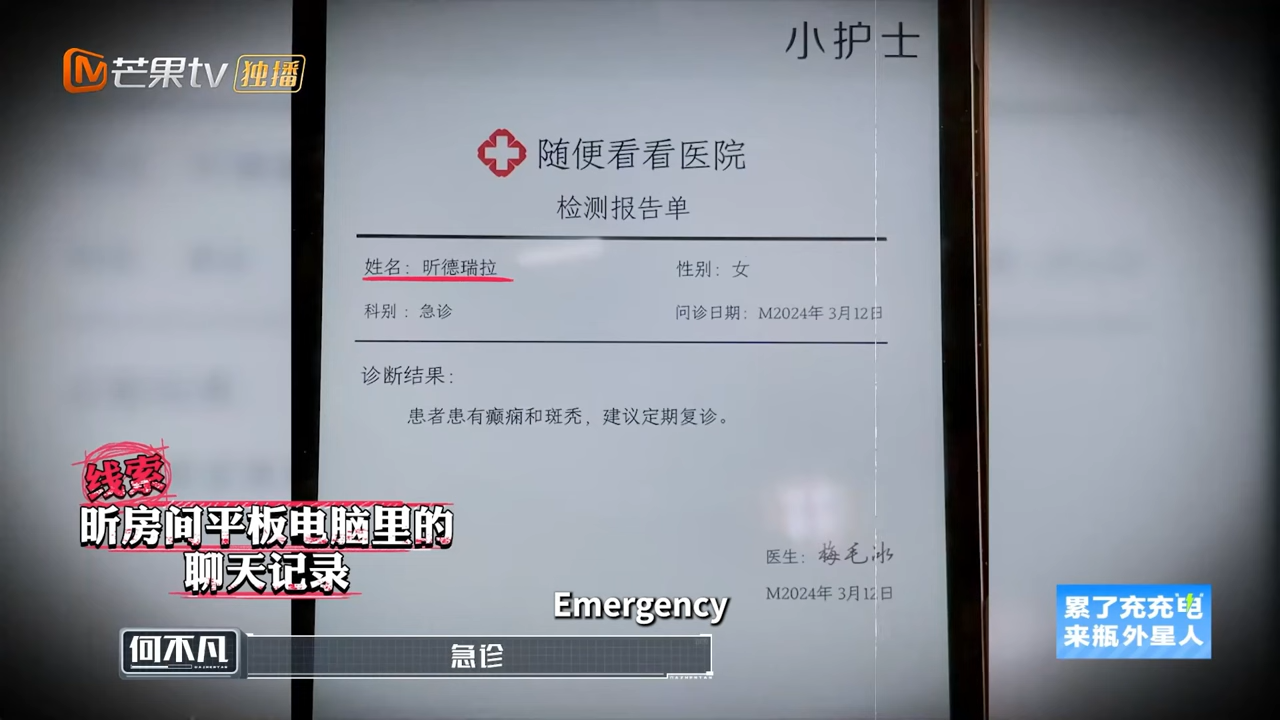 小护士
芒果tv 独播
随便看看医院
检测报告单
姓名：昕德瑞拉 性别：女
科别：急诊 问诊日期：M2024年3月12日
诊断结果：
患者患有癫痫和斑秃，建议定期复诊。
线索
昕房间平板电脑里的
聊天记录
医生：梅毛冰
M2024年3月12日
Emergency
累了充充电
来瓶外星人
何不凡 急诊